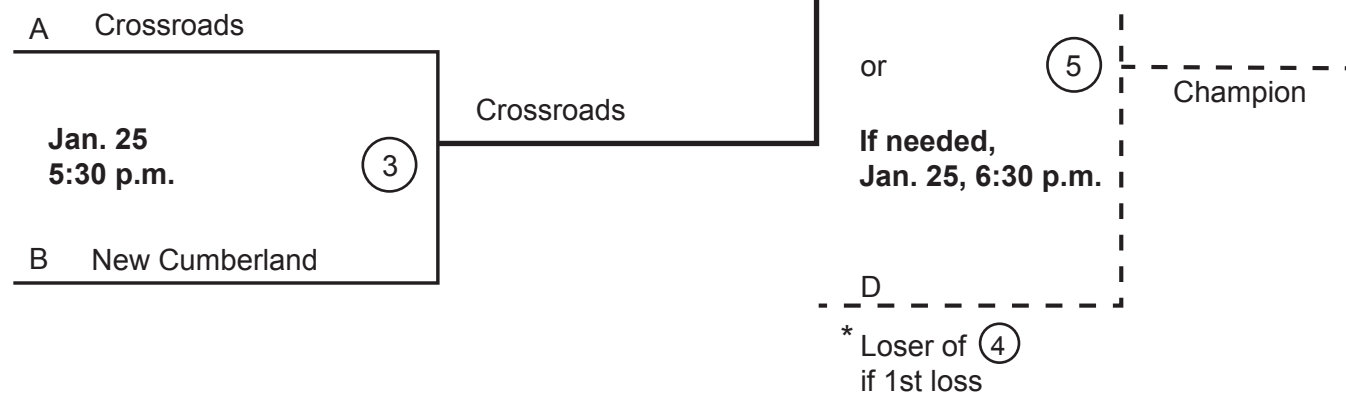 A Crossroads
Jan. 25
5:30 p.m.
3
B New Cumberland
Crossroads
or
5
If needed,
Jan. 25, 6:30 p.m.
D
* Loser of 4
if 1st loss
Champion